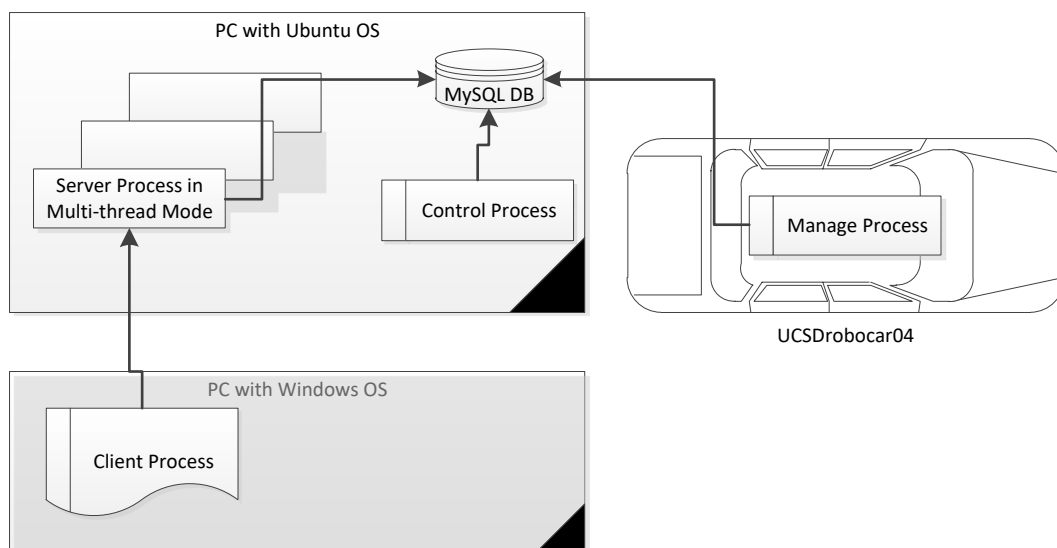 PC with Ubuntu OS
MySQL DB
Server Process in
Multi-thread Mode
Control Process
Manage Process
UCSDrobocar04
PC with Windows OS
Client Process